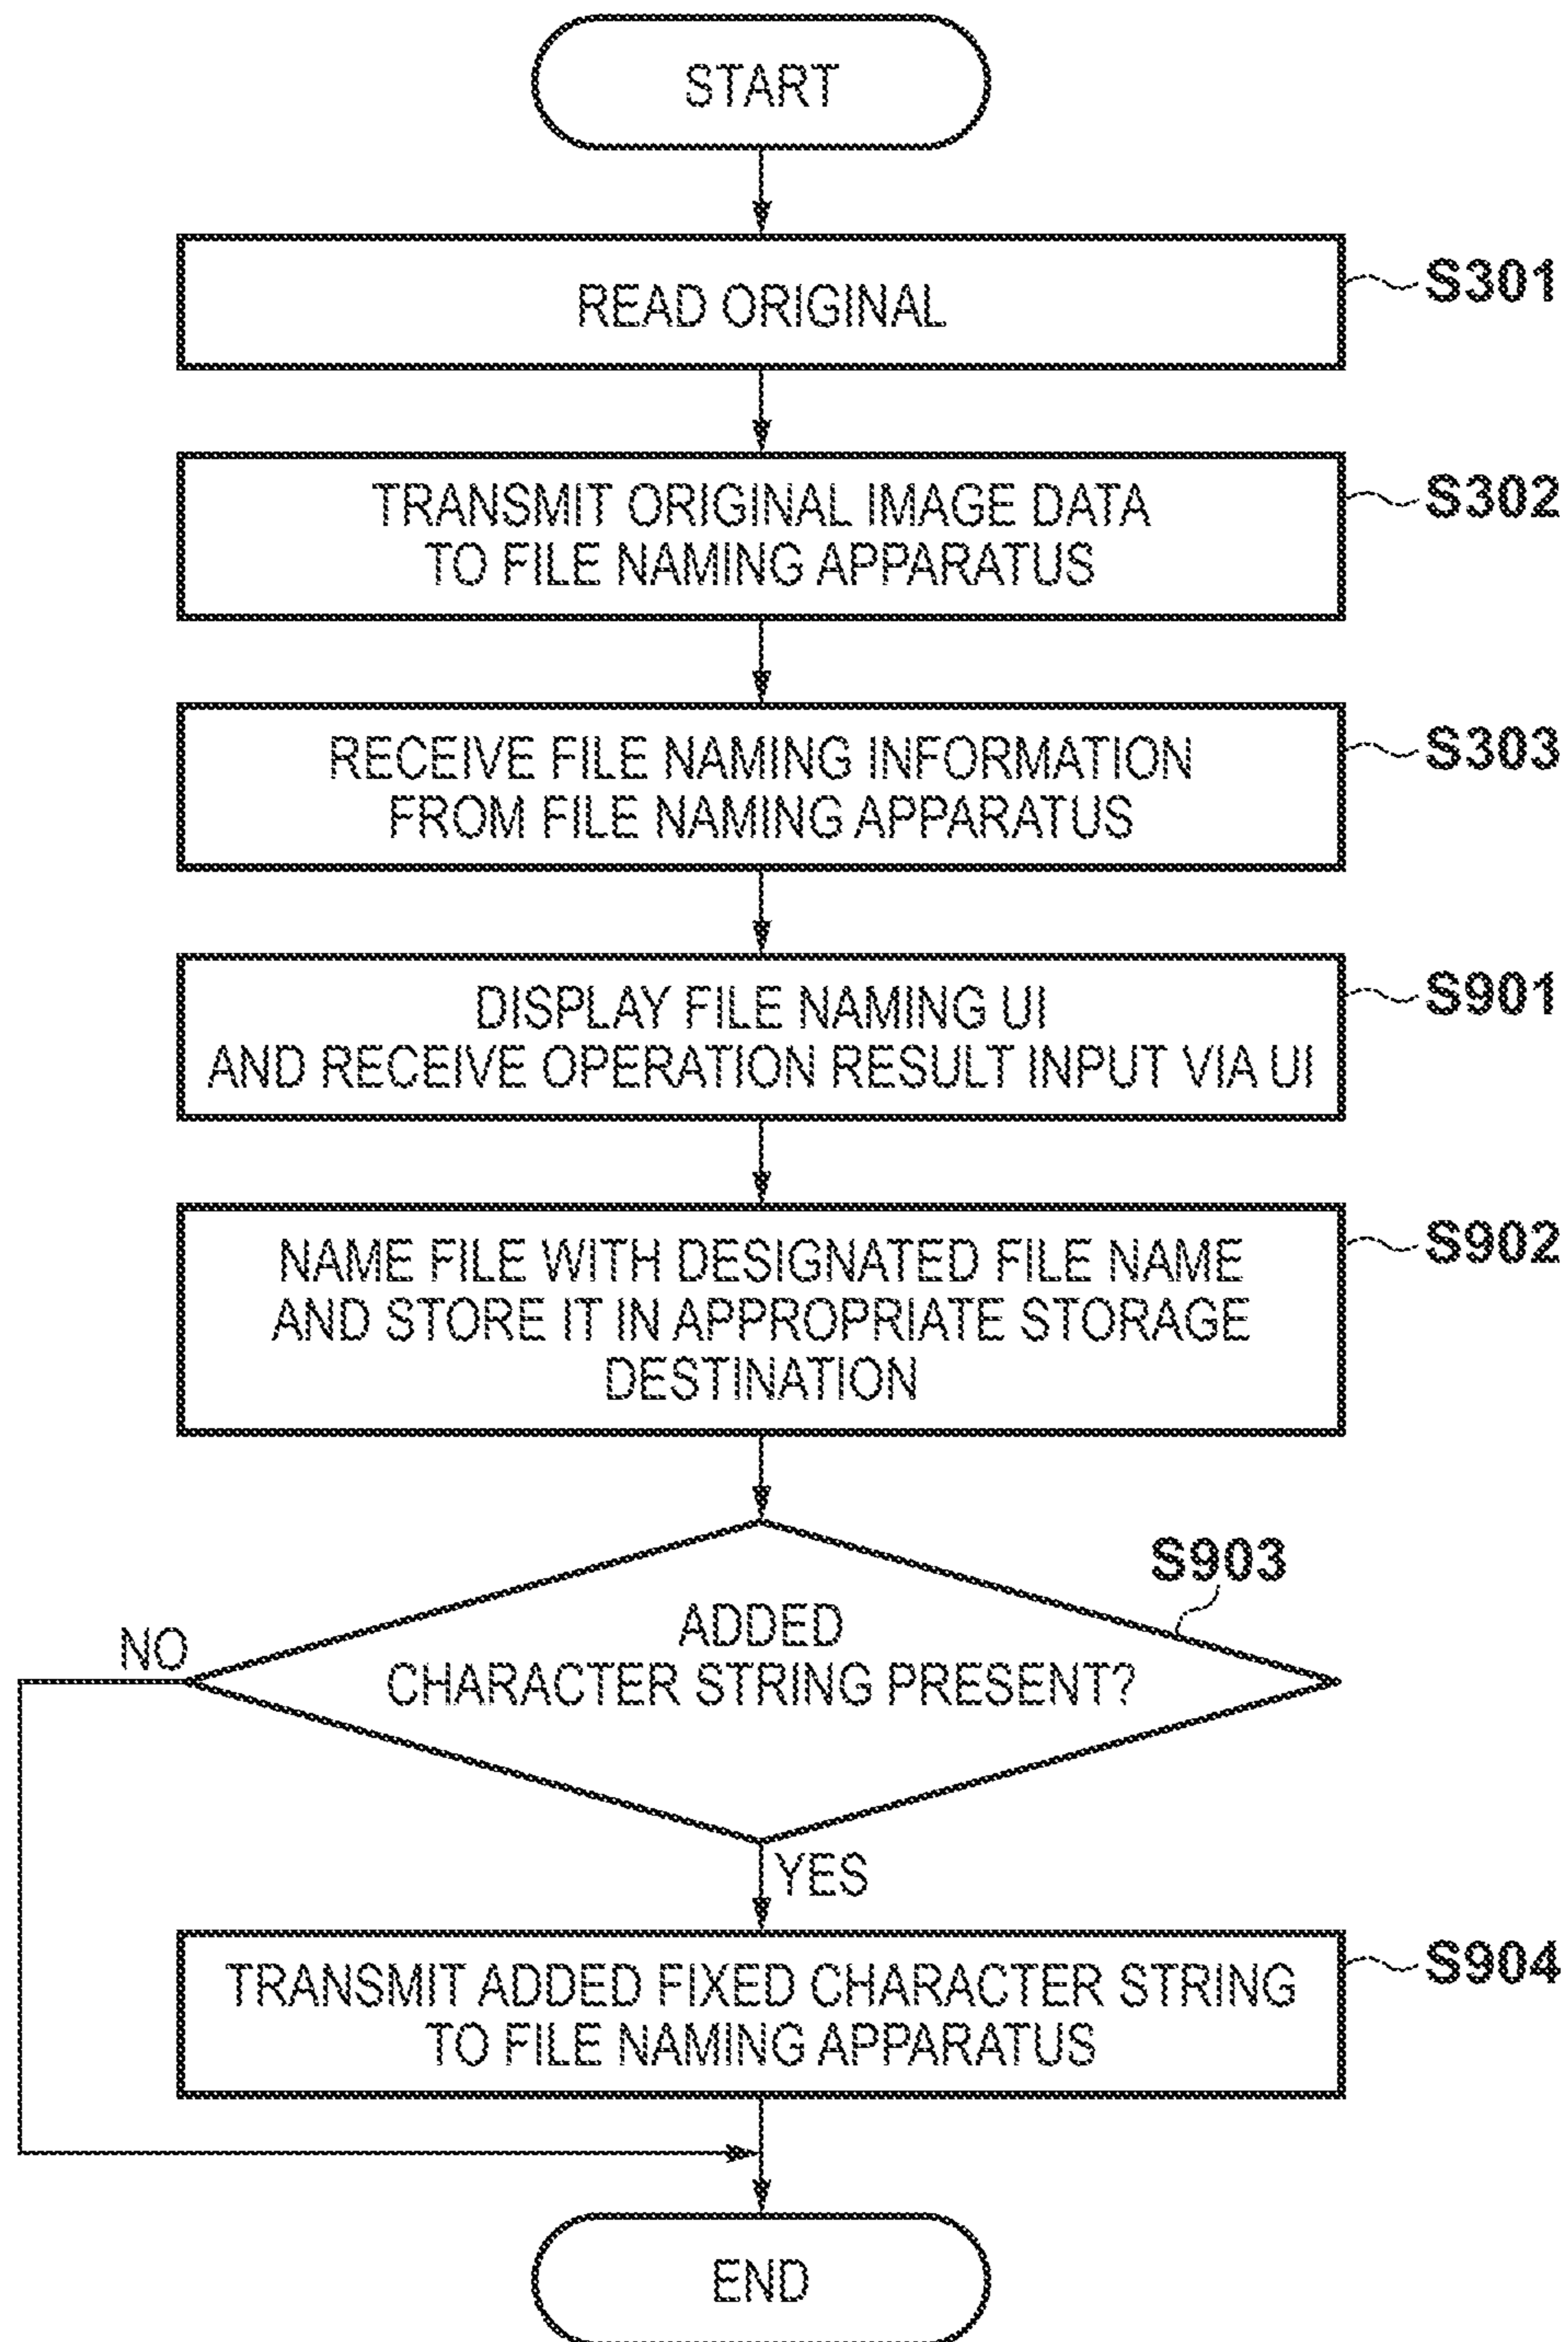 START
READ ORIGINAL
S301
TRANSMIT ORIGINAL IMAGE DATA
TO FILE NAMING APPARATUS
S302
RECEIVE FILE NAMING INFORMATION
FROM FILE NAMING APPARATUS
S303
DISPLAY FILE NAMING UI
AND RECEIVE OPERATION RESULT INPUT VIA UI
S901
NAME FILE WITH DESIGNATED FILE NAME
AND STORE IT IN APPROPRIATE STORAGE
DESTINATION
S902
S903
ADDED
CHARACTER STRING PRESENT?
NO
YES
TRANSMIT ADDED FIXED CHARACTER STRING
TO FILE NAMING APPARATUS
S904
END